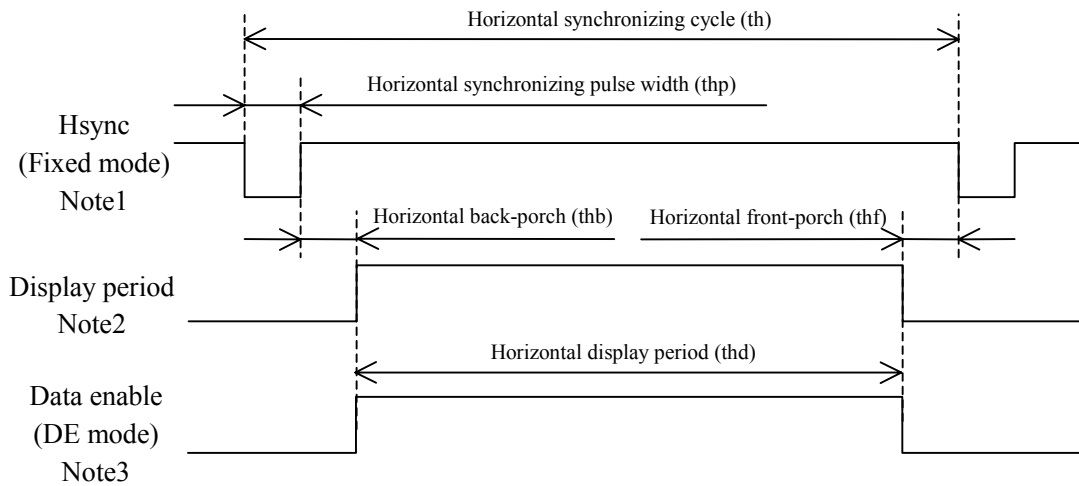 Horizontal synchronizing cycle (th)
Horizontal synchronizing pulse width (thp)
Hsync
(Fixed mode)
Note1
Horizontal back-porch (thb)
Horizontal front-porch (thf)
Display period
Note2
Horizontal display period (thd)
Data enable
(DE mode)
Note3